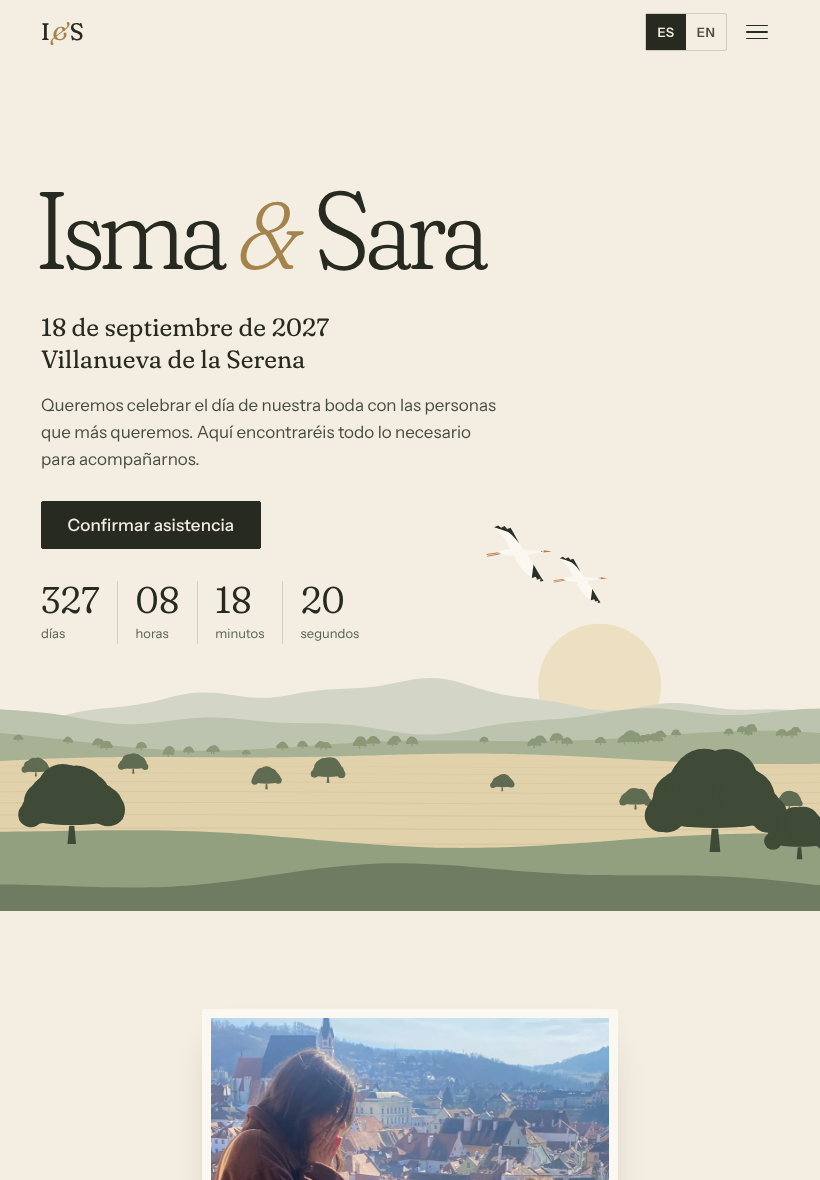 I&S
ES EN
Isma & Sara
18 de septiembre de 2027
Villanueva de la Serena
Queremos celebrar el día de nuestra boda con las personas
que más queremos. Aquí encontraréis todo lo necesario
para acompañarnos.
Confirmar asistencia
327 08 18 20
días horas minutos segundos